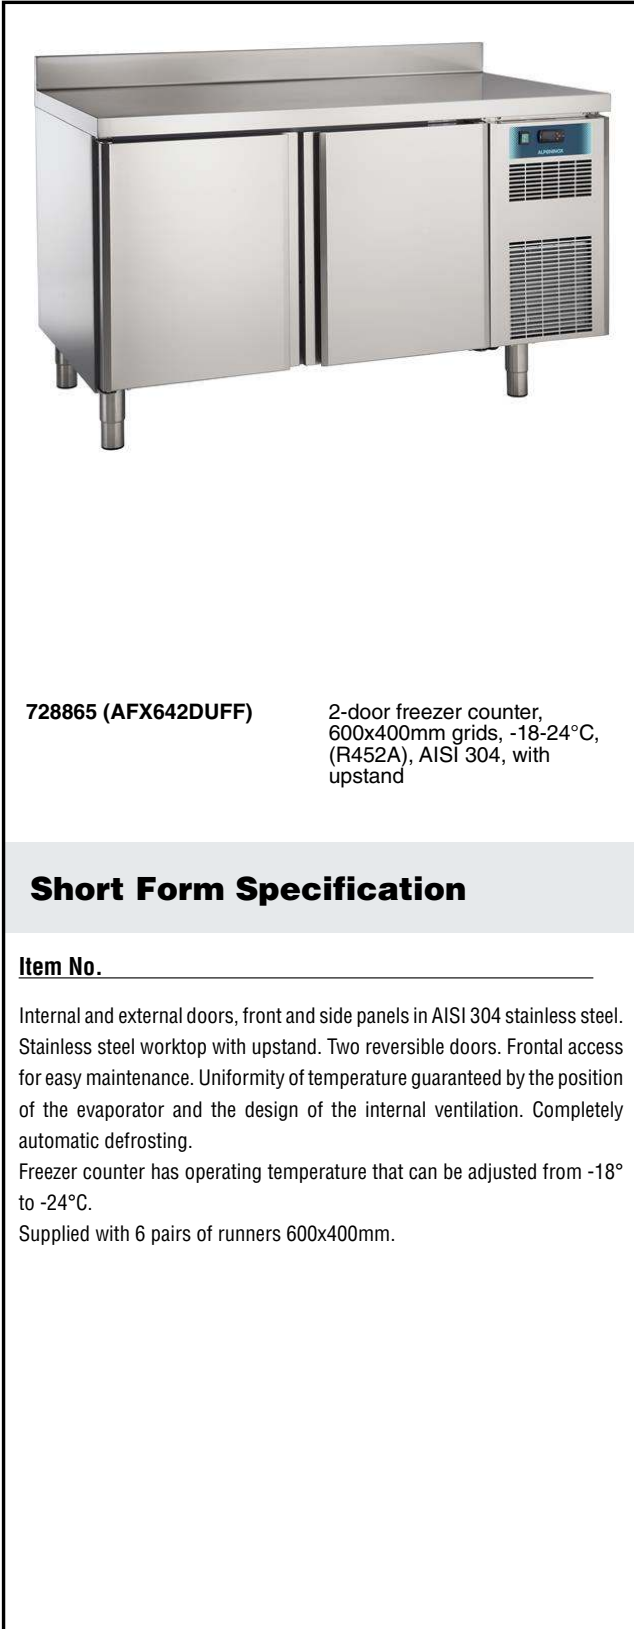 ALPENINOX
728865 (AFX642DUFF)
2-door freezer counter,
600x400mm grids, -18-24°C,
(R452A), AISI 304, with
upstand
Short Form Specification
Item No.
Internal and external doors, front and side panels in AISI 304 stainless steel.
Stainless steel worktop with upstand. Two reversible doors. Frontal access
for easy maintenance. Uniformity of temperature guaranteed by the position
of the evaporator and the design of the internal ventilation. Completely
automatic defrosting.
Freezer counter has operating temperature that can be adjusted from -18°
to -24°C.
Supplied with 6 pairs of runners 600x400mm.